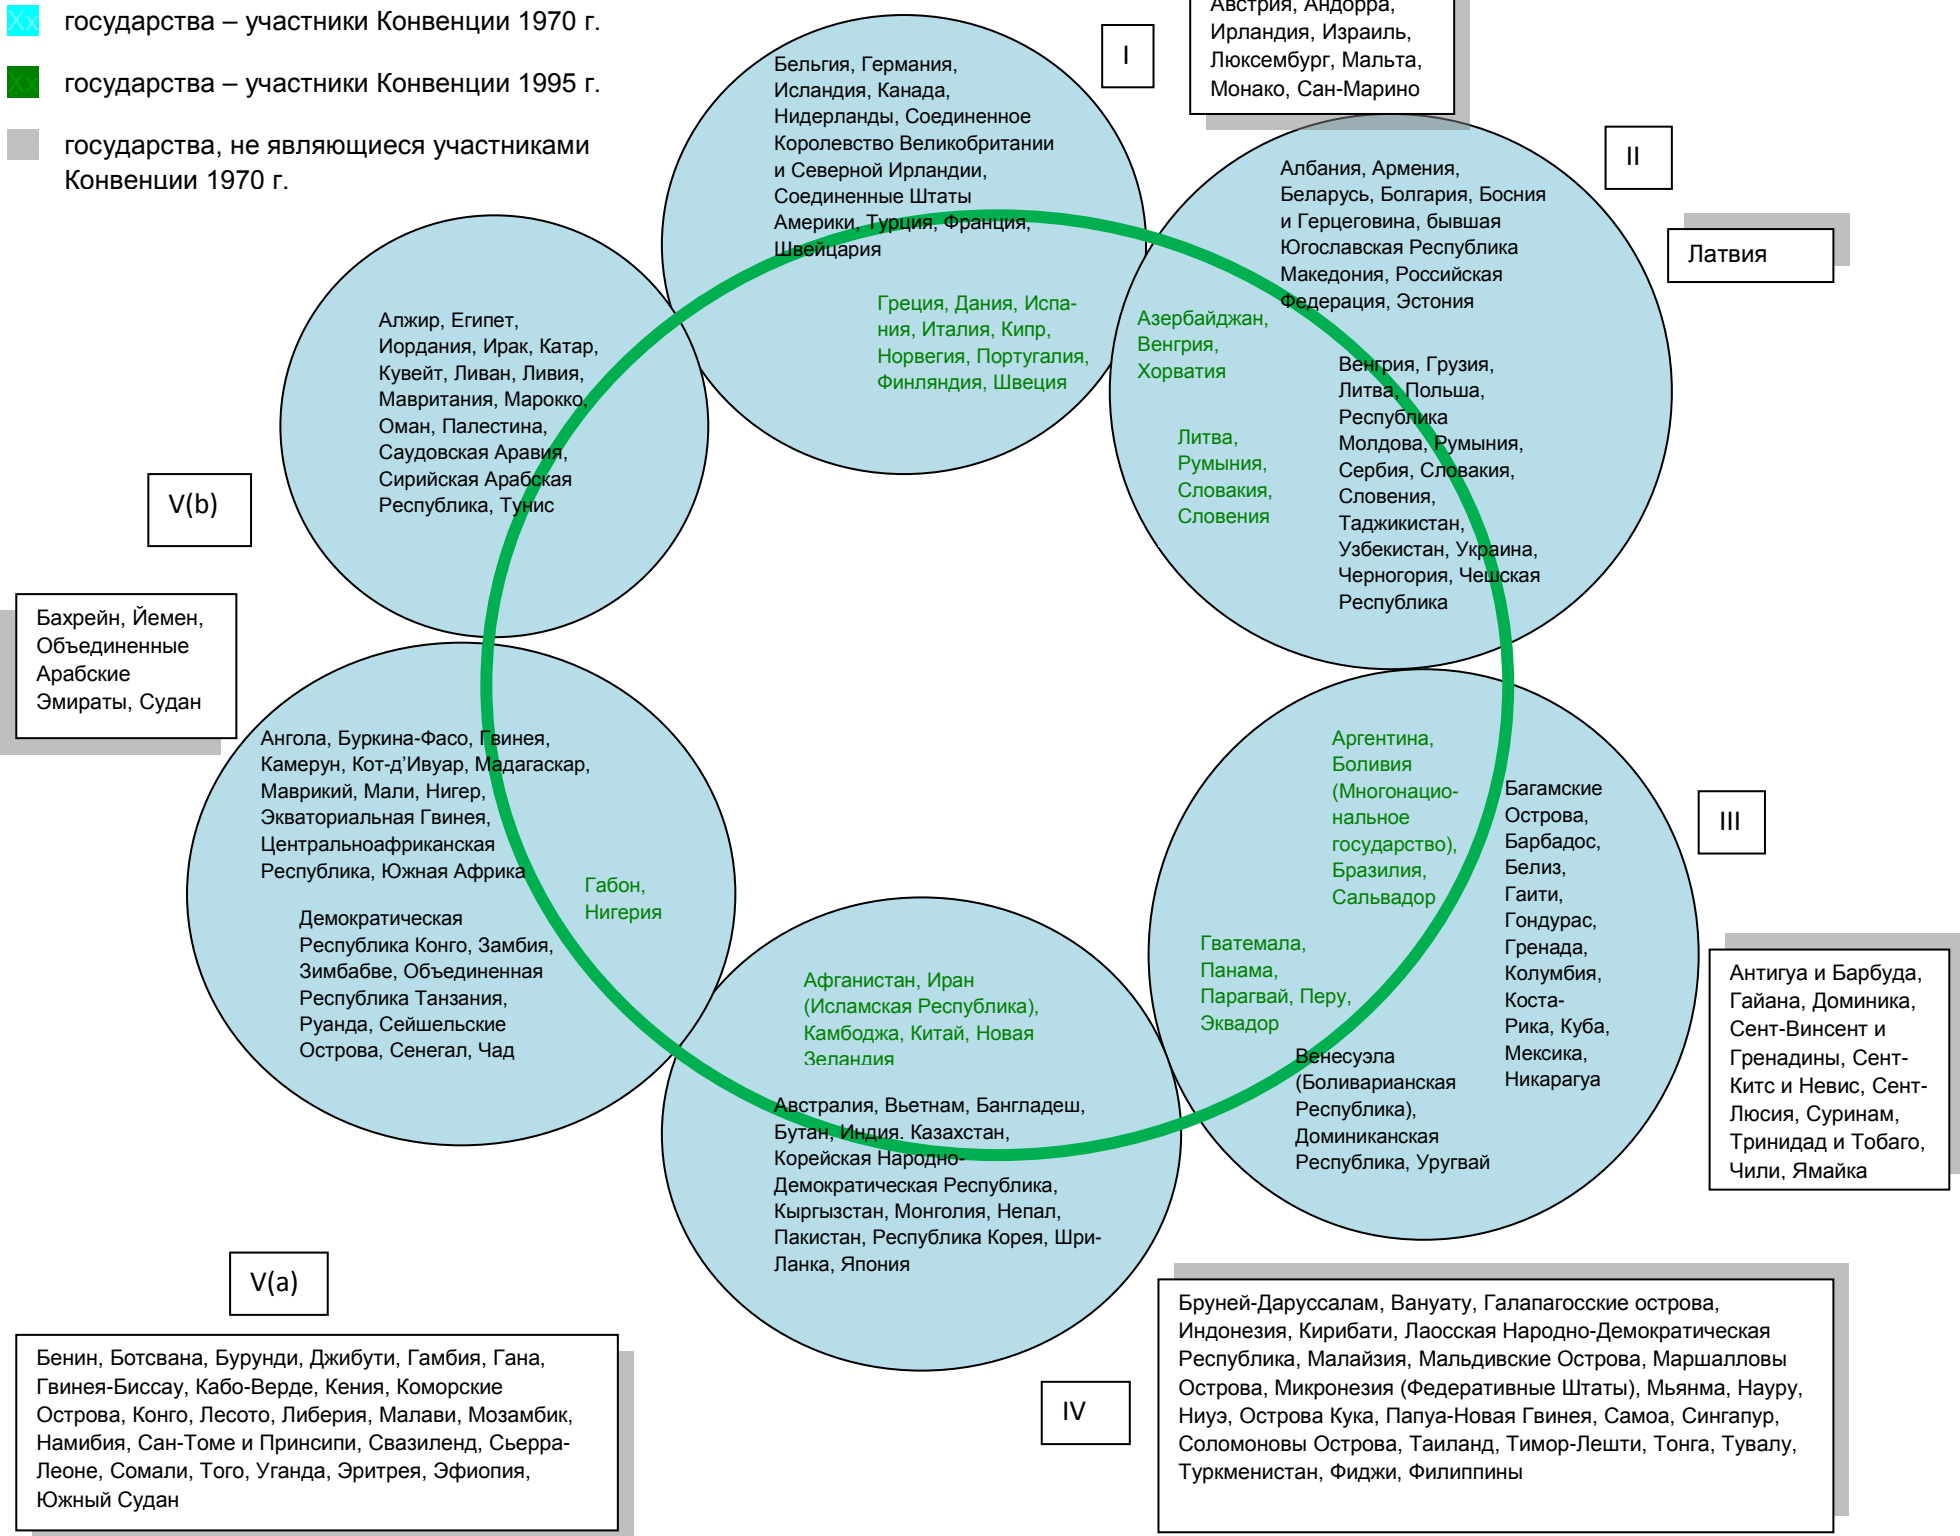 Xx государства – участники Конвенции 1970 г.
Xx государства – участники Конвенции 1995 г.
государства, не являющиеся участниками
Конвенции 1970 г.
I
Австрия, Андорра,
Ирландия, Израиль,
Люксембург, Мальта,
Монако, Сан-Марино
Бельгия, Германия,
Исландия, Канада,
Нидерланды, Соединенное
Королевство Великобритании
и Северной Ирландии,
Соединенные Штаты
Америки, Турция, Франция,
Швейцария
Греция, Дания, Испа-
ния, Италия, Кипр,
Норвегия, Португалия,
Финляндия, Швеция
II
Латвия
Албания, Армения,
Беларусь, Болгария, Босния
и Герцеговина, бывшая
Югославская Республика
Македония, Российская
Федерация, Эстония
Азербайджан,
Венгрия,
Хорватия
Литва,
Румыния,
Словакия,
Словения
Венгрия, Грузия,
Литва, Польша,
Республика
Молдова, Румыния,
Сербия, Словакия,
Словения,
Таджикистан,
Узбекистан, Украина,
Черногория, Чешская
Республика
Алжир, Египет,
Иордания, Ирак, Катар,
Кувейт, Ливан, Ливия,
Мавритания, Марокко,
Оман, Палестина,
Саудовская Аравия,
Сирийская Арабская
Республика, Тунис
V(b)
Бахрейн, Йемен,
Объединенные
Арабские
Эмираты, Судан
Ангола, Буркина-Фасо, Гвинея,
Камерун, Кот-д’Ивуар, Мадагаскар,
Маврикий, Мали, Нигер,
Экваториальная Гвинея,
Центральноафриканская
Республика, Южная Африка
Габон,
Нигерия
Демократическая
Республика Конго, Замбия,
Зимбабве, Объединенная
Республика Танзания,
Руанда, Сейшельские
Острова, Сенегал, Чад
Аргентина,
Боливия
(Многонацио-
нальное
государство),
Бразилия,
Сальвадор
Гватемала,
Панама,
Парагвай, Перу,
Эквадор
Багамские
Острова,
Барбадос,
Белиз,
Гаити,
Гондурас,
Гренада,
Колумбия,
Коста-
Рика, Куба,
Мексика,
Никарагуа
Венесуэла
(Боливарианская
Республика),
Доминиканская
Республика, Уругвай
III
Антигуа и Барбуда,
Гайана, Доминика,
Сент-Винсент и
Гренадины, Сент-
Китс и Невис, Сент-
Люсия, Суринам,
Тринидад и Тобаго,
Чили, Ямайка
Афганистан, Иран
(Исламская Республика),
Камбоджа, Китай, Новая
Зеландия
Австралия, Вьетнам, Бангладеш,
Бутан, Индия. Казахстан,
Корейская Народно-
Демократическая Республика,
Кыргызстан, Монголия, Непал,
Пакистан, Республика Корея, Шри-
Ланка, Япония
V(a)
Бенин, Ботсвана, Бурунди, Джибути, Гамбия, Гана,
Гвинея-Биссау, Кабо-Верде, Кения, Коморские
Острова, Конго, Лесото, Либерия, Малави, Мозамбик,
Намибия, Сан-Томе и Принсипи, Свазиленд, Сьерра-
Леоне, Сомали, Того, Уганда, Эритрея, Эфиопия,
Южный Судан
IV
Бруней-Даруссалам, Вануату, Галапагосские острова,
Индонезия, Кирибати, Лаосская Народно-Демократическая
Республика, Малайзия, Мальдивские Острова, Маршалловы
Острова, Микронезия (Федеративные Штаты), Мьянма, Науру,
Ниуэ, Острова Кука, Папуа-Новая Гвинея, Самоа, Сингапур,
Соломоновы Острова, Таиланд, Тимор-Лешти, Тонга, Тувалу,
Туркменистан, Фиджи, Филиппины